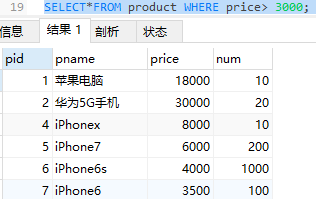 19 SELECT*FROM product WHERE price> 3000;
信息 结果 1 剖析 状态
pid pname price num
1 苹果电脑 18000 10
2 华为5G手机 30000 20
4 iPhonex 8000 10
5 iPhone7 6000 200
6 iPhone6s 4000 1000
7 iPhone6 3500 100